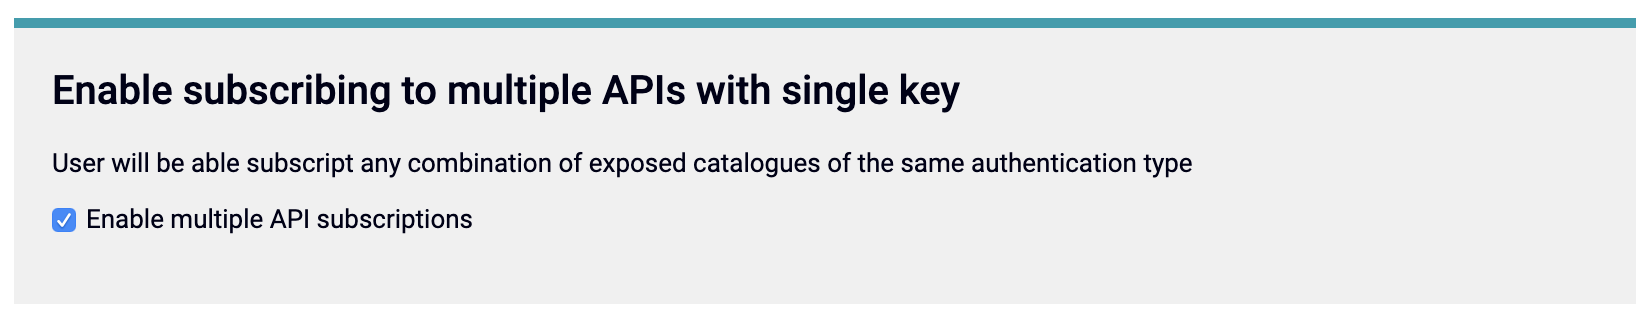 Enable subscribing to multiple APIs with single key
User will be able subscript any combination of exposed catalogues of the same authentication type
Enable multiple API subscriptions